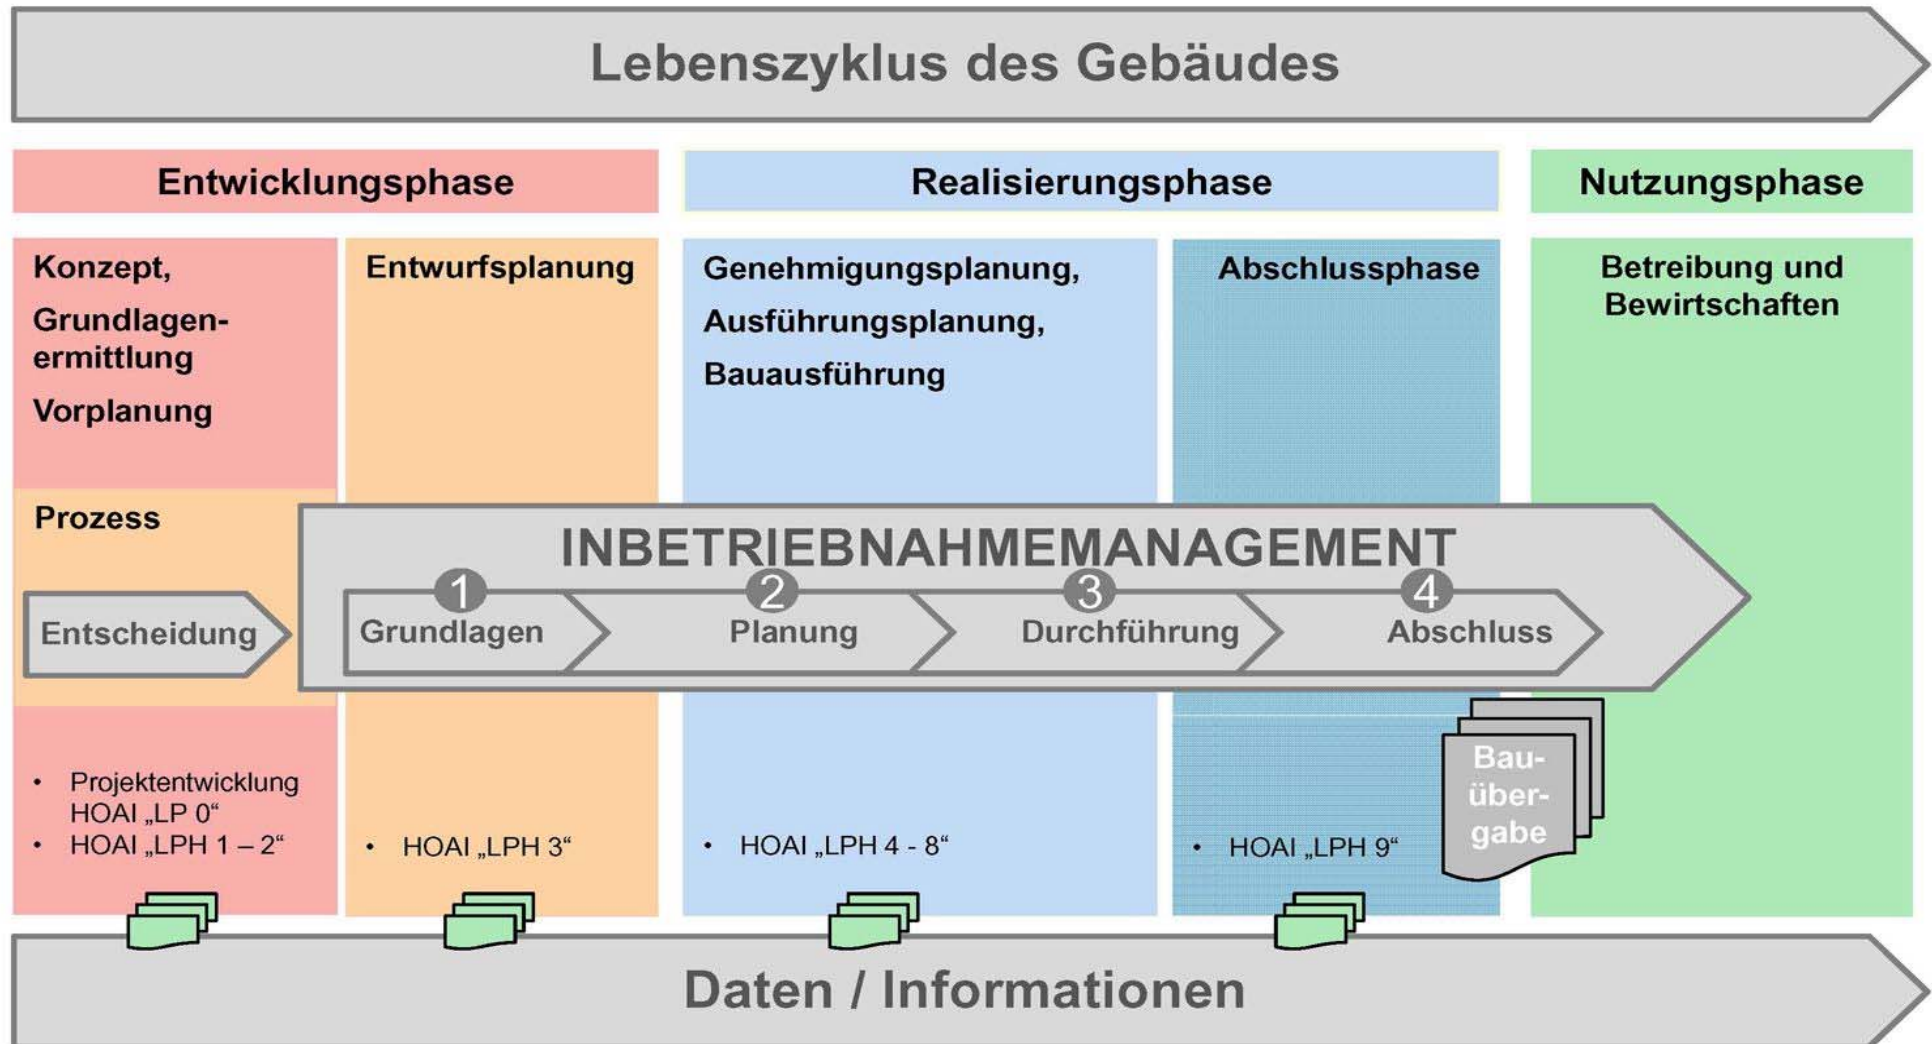 Lebenszyklus des Gebäudes
Entwicklungsphase
Realisierungsphase
Nutzungsphase
Konzept,
Grundlagen-
ermittlung
Vorplanung
Entwurfsplanung
Genehmigungsplanung,
Ausführungsplanung,
Bauausführung
Abschlussphase
Betreibung und
Bewirtschaften
Prozess
Entscheidung
INBETRIEBNAHMEMANAGEMENT
1
Grundlagen
2
Planung
3
Durchführung
4
Abschluss
• Projektentwicklung
HOAI „LP 0“
• HOAI „LPH 1 – 2“
• HOAI „LPH 3“
• HOAI „LPH 4 - 8“
• HOAI „LPH 9“
Bau-
über-
gabe
Daten / Informationen